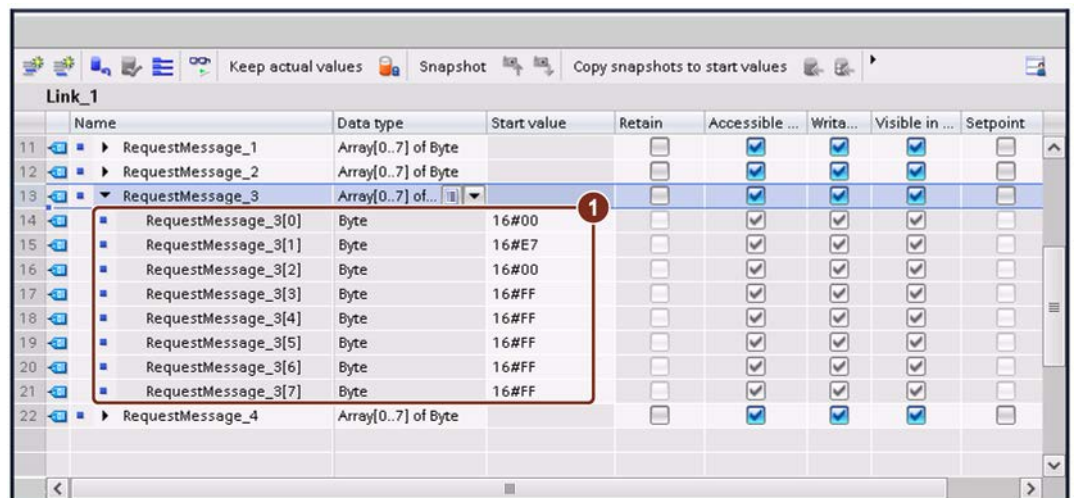 Keep actual values Snapshot Copy snapshots to start values
Link_1
Name Data type Start value Retain Accessible ... Writa... Visible in ... Setpoint
11 RequestMessage_1 Array[0..7] of Byte
12 RequestMessage_2 Array[0..7] of Byte
13 RequestMessage_3 Array[0..7] of...
1
14 RequestMessage_3[0] Byte 16#00
15 RequestMessage_3[1] Byte 16#E7
16 RequestMessage_3[2] Byte 16#00
17 RequestMessage_3[3] Byte 16#FF
18 RequestMessage_3[4] Byte 16#FF
19 RequestMessage_3[5] Byte 16#FF
20 RequestMessage_3[6] Byte 16#FF
21 RequestMessage_3[7] Byte 16#FF
22 RequestMessage_4 Array[0..7] of Byte